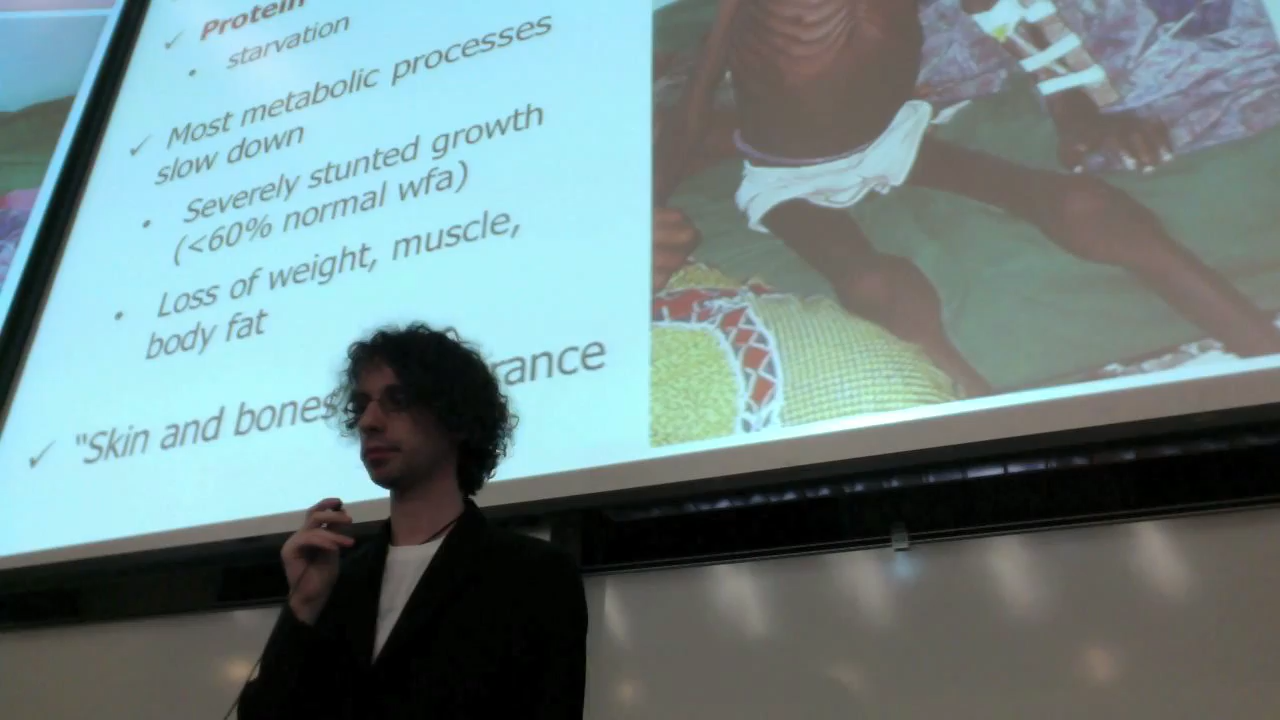 ✓ Protein
• starvation
✓ Most metabolic processes
slow down
• Severely stunted growth
(<60% normal wfa)
• Loss of weight, muscle,
body fat
✓ "Skin and bones rance